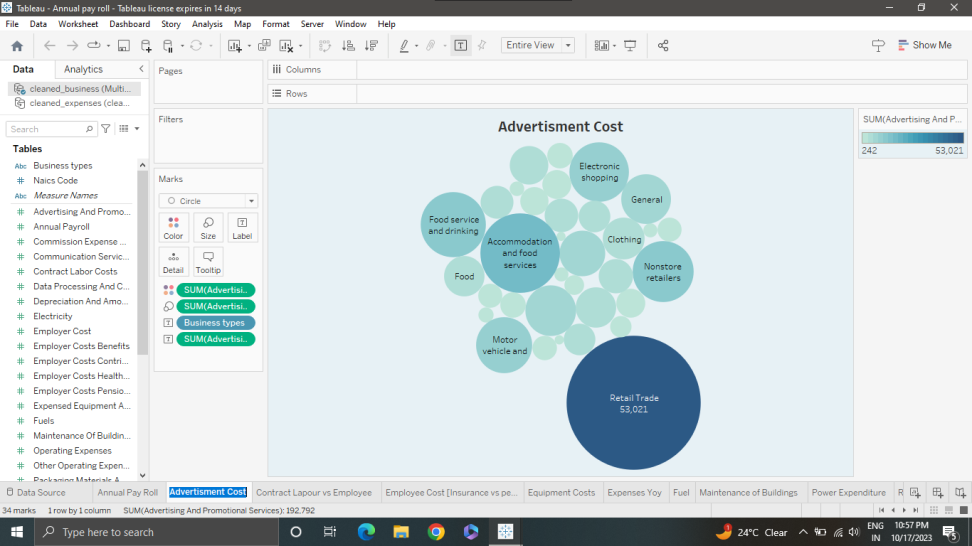 Tableau - Annual pay roll - Tableau license expires in 14 days
File Data Worksheet Dashboard Story Analysis Map Format Server Window Help
Entire View
Show Me
Data Analytics
cleaned_business (Multi...
cleaned_expenses (clea...
Search
Tables
Abc Business types
# Naics Code
Abc Measure Names
# Advertising And Promo...
# Annual Payroll
# Commission Expense ...
# Communication Servic...
# Contract Labor Costs
# Data Processing And C...
# Depreciation And Amo...
# Electricity
# Employer Cost
# Employer Costs Benefits
# Employer Costs Contri...
# Employer Costs Health...
# Employer Costs Pensio...
# Expensed Equipment A...
# Fuels
# Maintenance Of Buildin...
# Operating Expenses
# Other Operating Expen...
# Packaging Materials A...
Pages
Filters
Marks
Circle
Color Size Label
Detail Tooltip
SUM(Advertisi..
SUM(Advertisi..
Business types
SUM(Advertisi..
Columns
Rows
Advertisment Cost
Electronic
shopping
General
Food service
and drinking
Accommodation
and food
services
Clothing
Food
Nonstore
retailers
Motor
vehicle and
Retail Trade
53,021
SUM(Advertising And P...
242 53,021
Data Source Annual Pay Roll Advertisment Cost Contract Lapour vs Employee Employee Cost [Insurance vs pe... Equipment Costs Expenses Yoy Fuel Maintenance of Buildings Power Expenditure
34 marks 1 row by 1 column SUM(Advertising And Promotional Services): 192,792
Type here to search
24°C Clear
ENG
IN
10:57 PM
10/17/2023
5